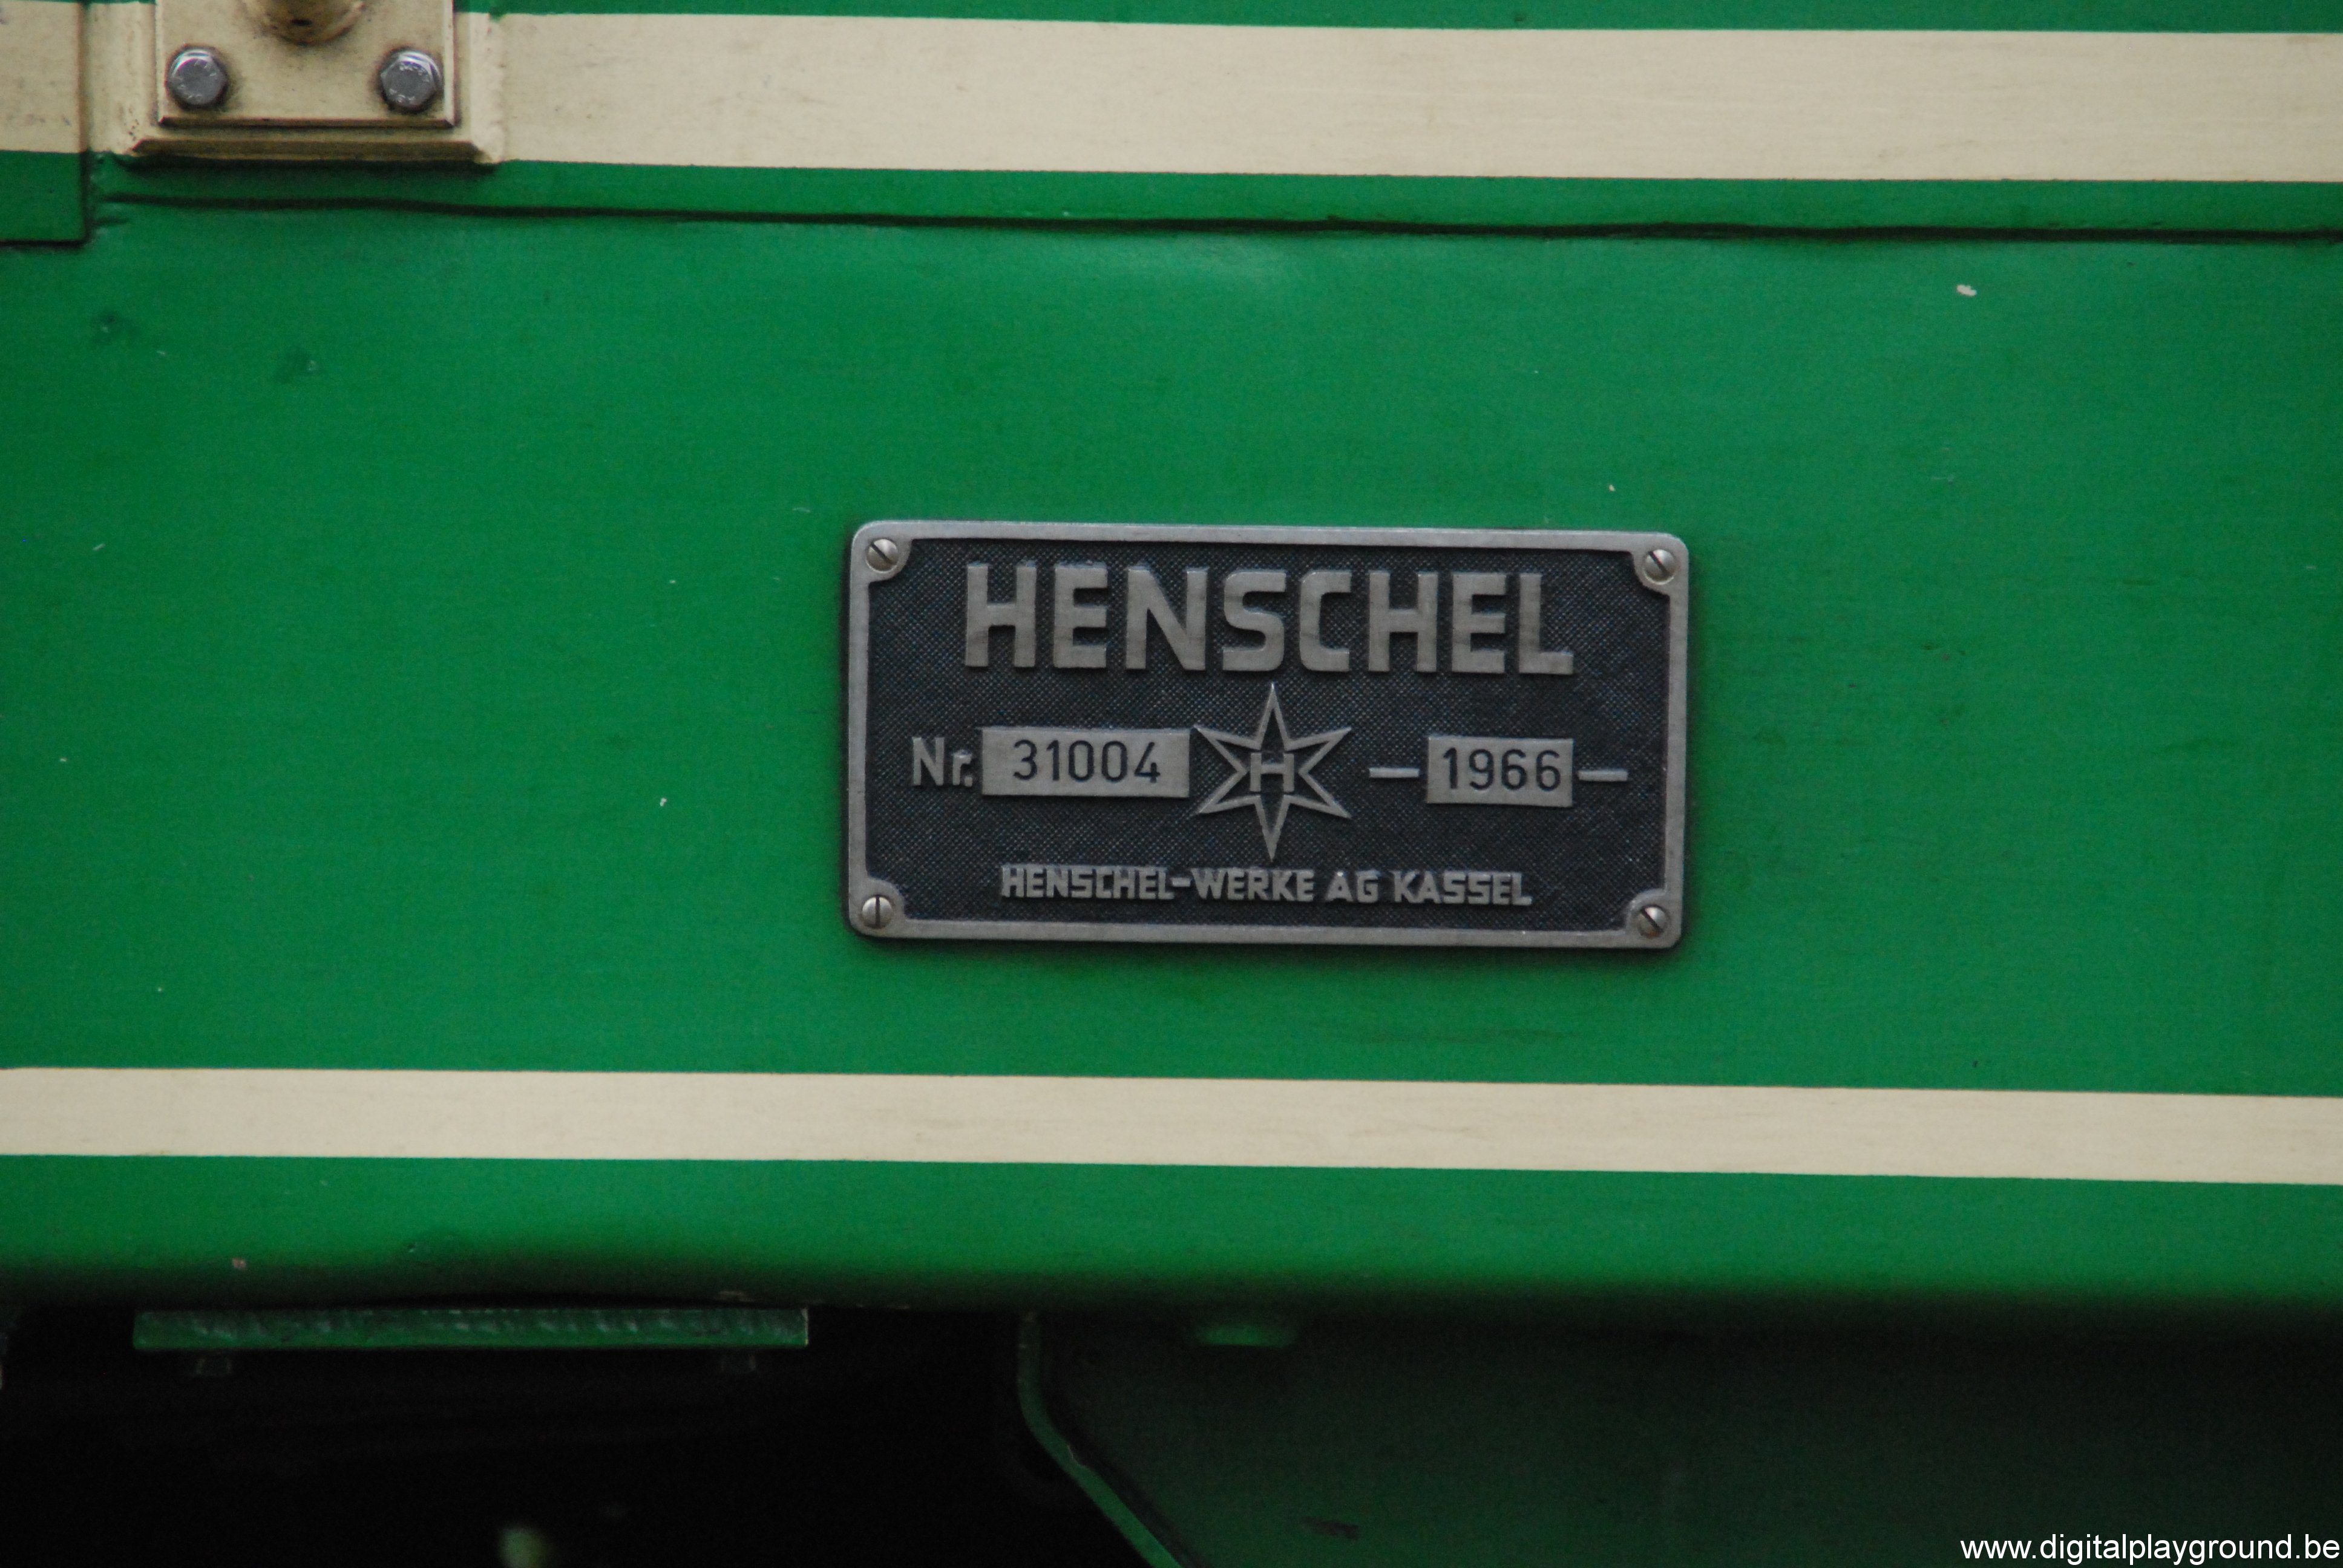 HENSCHEL
Nr. 31004 H — 1966 —
HENSCHEL-WERKE AG KASSEL
www.digitalplayground.be